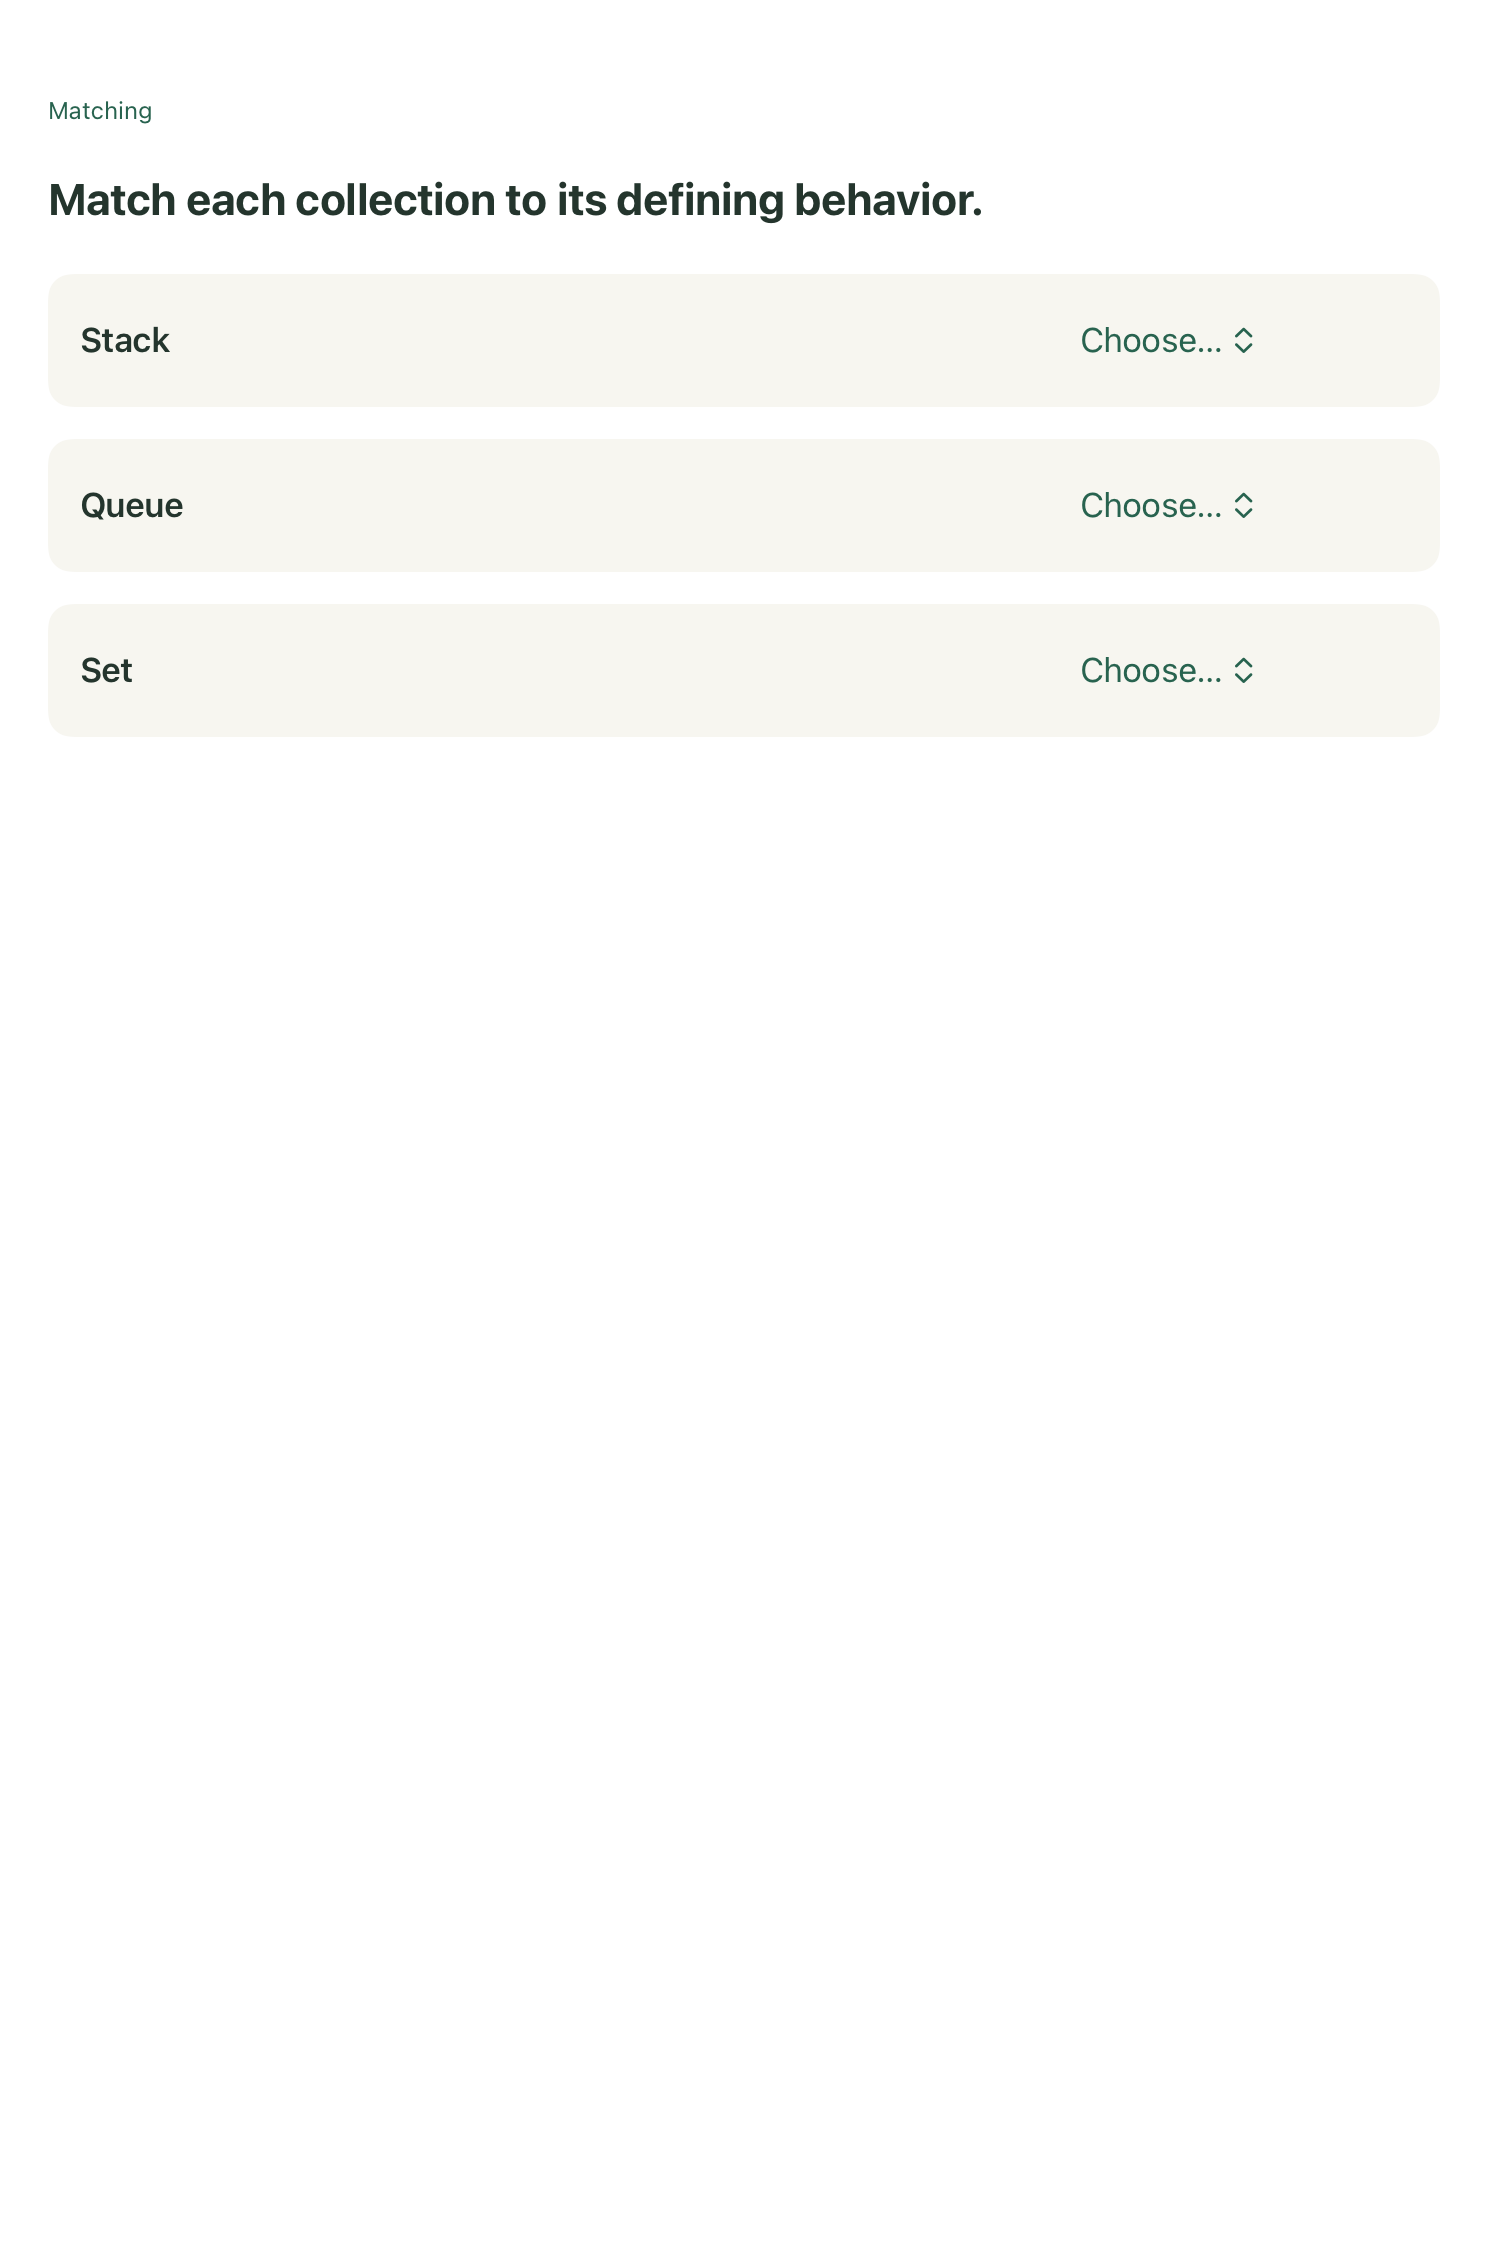 Matching
Match each collection to its defining behavior.
Stack Choose...
Queue Choose...
Set Choose...